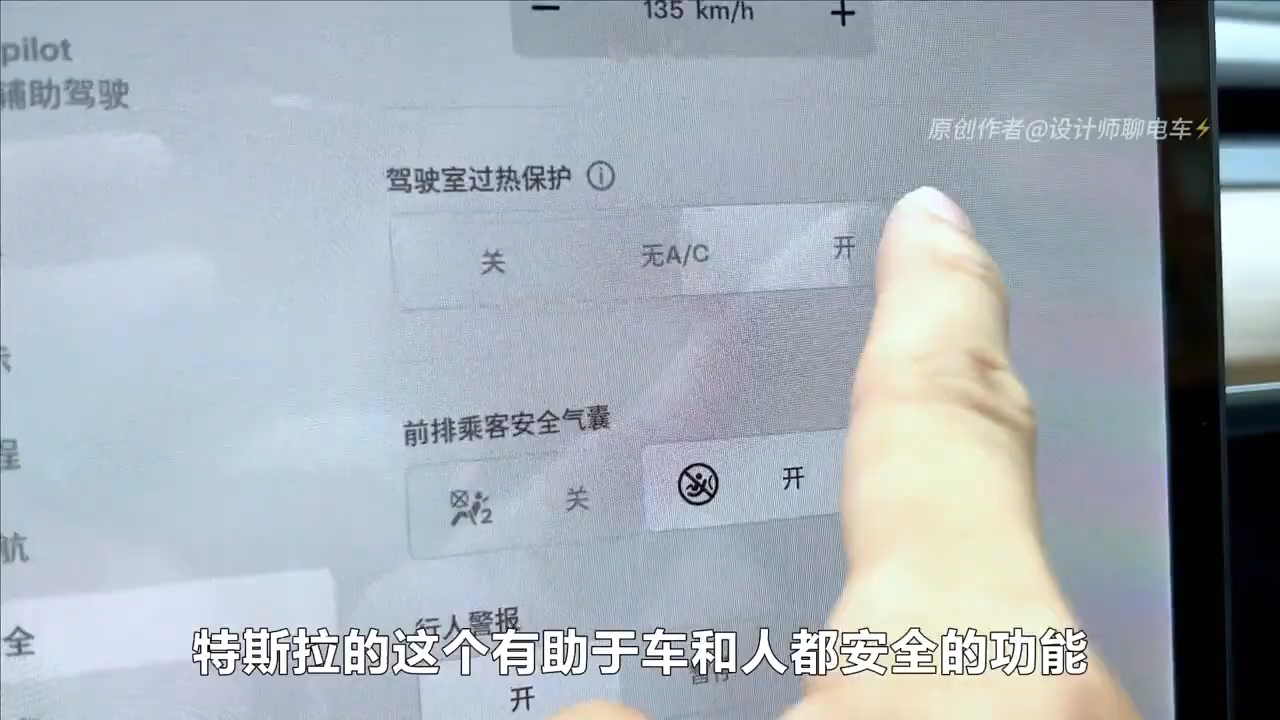 135 km/h
pilot
辅助驾驶
原创作者@设计师聊电车⚡
驾驶室过热保护
关
无A/C
开
前排乘客安全气囊
关
开
程
航
行人警报
全
特斯拉的这个有助于车和人都安全的功能
开